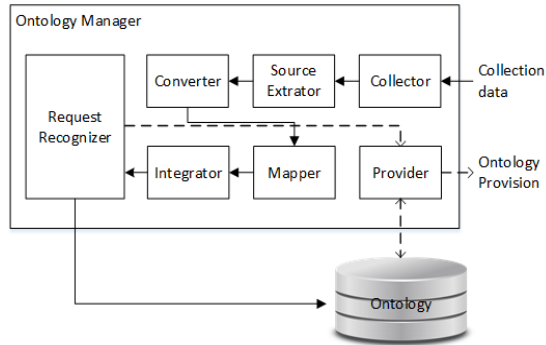 Ontology Manager
Converter
Source
Extrator
Collector
Collection
data
Request
Recognizer
Integrator
Mapper
Provider
Ontology
Provision
Ontology